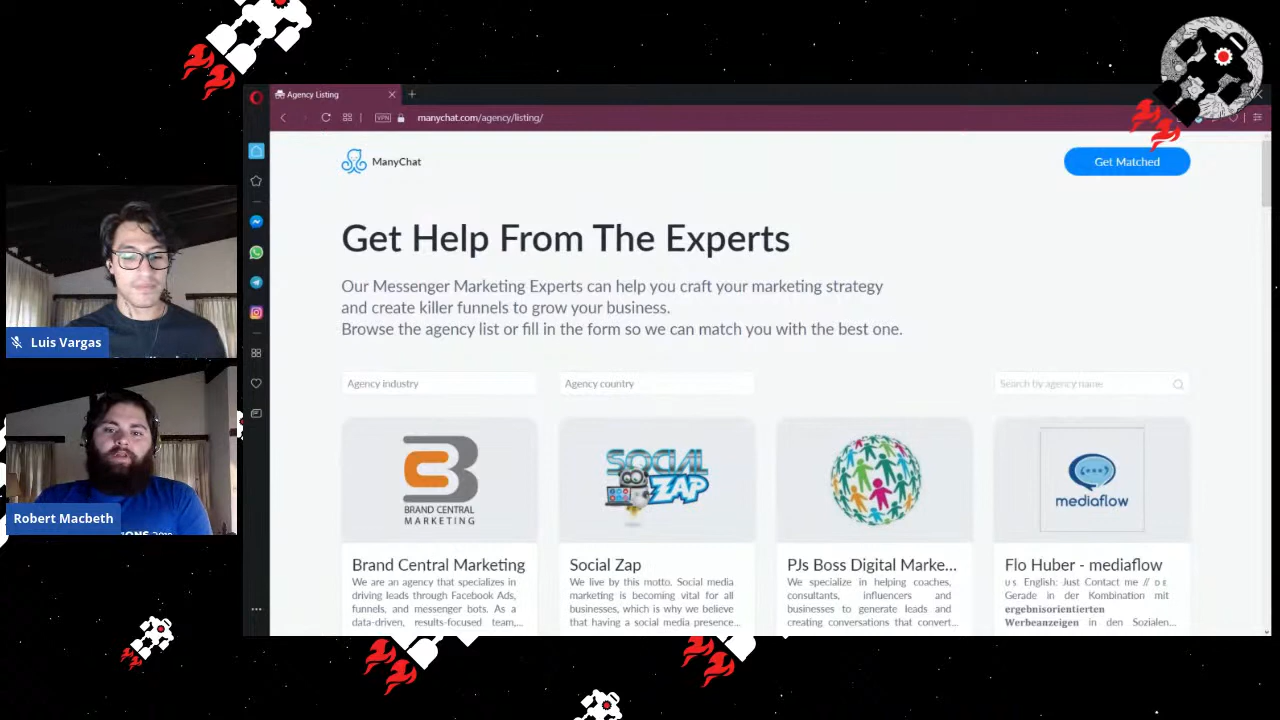 Agency Listing
VPN
manychat.com/agency/listing/
ManyChat
Get Matched
Get Help From The Experts
Our Messenger Marketing Experts can help you craft your marketing strategy
and create killer funnels to grow your business.
Browse the agency list or fill in the form so we can match you with the best one.
Agency industry
Agency country
Search by agency name
BRAND CENTRAL
MARKETING
Brand Central Marketing
We are an agency that specializes in
driving leads through Facebook Ads,
funnels, and messenger bots. As a
data-driven, results-focused team,...
SOCIAL
ZAP
Social Zap
We live by this motto. Social media
marketing is becoming vital for all
businesses, which is why we believe
that having a social media presence...
PJs Boss Digital Marke...
We specialize in helping coaches,
consultants, influencers and
businesses to generate leads and
creating conversations that convert...
mediaflow
Flo Huber - mediaflow
🇺🇸 English: Just Contact me // 🇩🇪
Gerade in der Kombination mit
ergebnisorientierten
Werbeanzeigen in den Sozialen...
Luis Vargas
Robert Macbeth